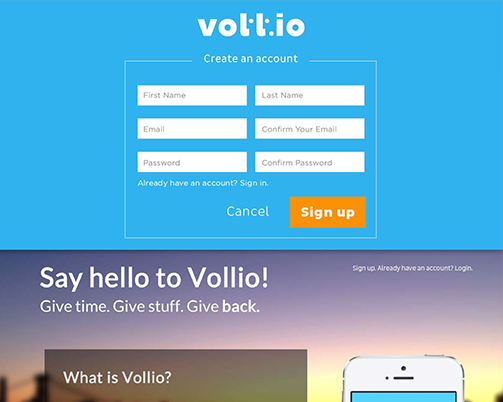 vollio
Create an account
First Name Last Name
Email Confirm Your Email
Password Confirm Password
Already have an account? Sign in.
Cancel Sign up
Say hello to Vollio!
Sign up. Already have an account? Login.
Give time. Give stuff. Give back.
What is Vollio?